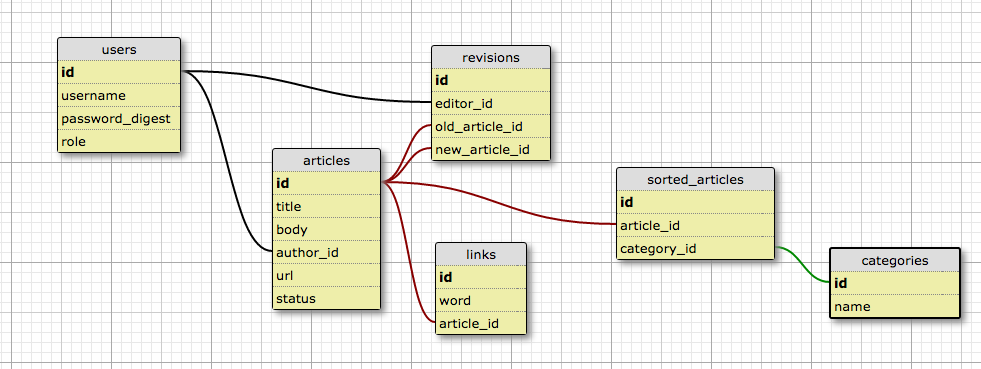 users
id
username
password_digest
role
revisions
id
editor_id
old_article_id
new_article_id
articles
id
title
body
author_id
url
status
sorted_articles
id
article_id
category_id
links
id
word
article_id
categories
id
name